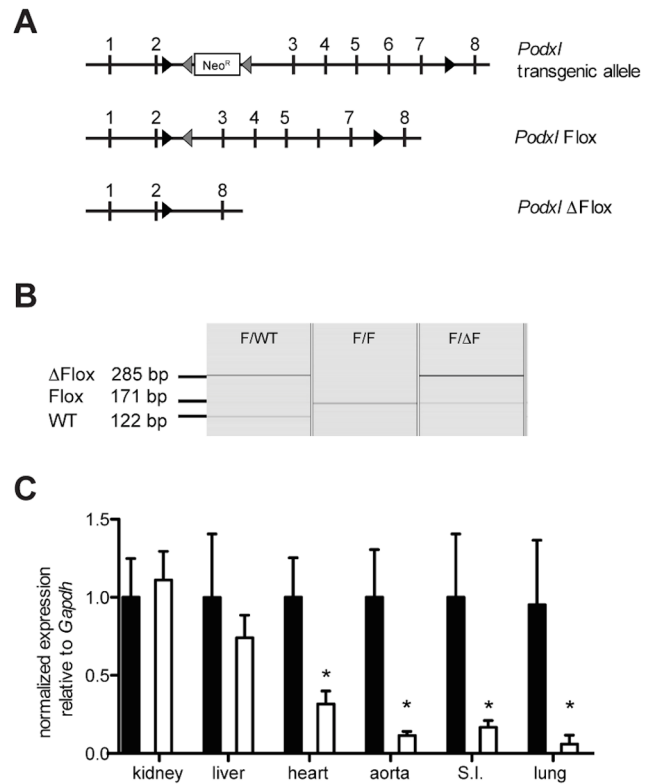 A
1 2 3 4 5 6 7 8
Neoᴿ
Podxl
transgenic allele
1 2 3 4 5 6 7 8
Podxl Flox
1 2 8
Podxl ΔFlox
B
F/WT F/F F/ΔF
ΔFlox 285 bp
Flox 171 bp
WT 122 bp
C
normalized expression
relative to Gapdh
1.5
1.0
0.5
0.0
* * * *
kidney liver heart aorta S.I. lung